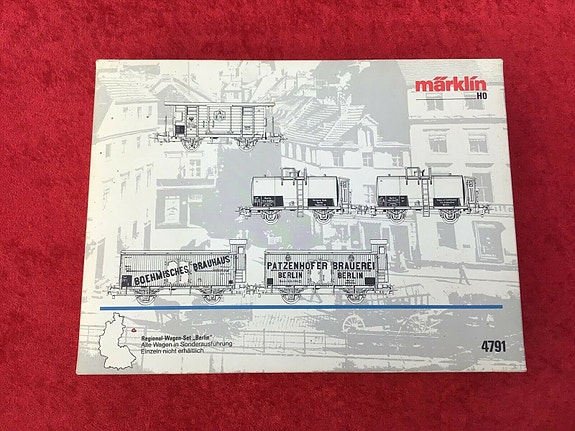 märklin
HO
BOEHMISCHES BRAUHAUS
PATZENHOFER BRAUEREI
BERLIN BERLIN
Regional-Wagen-Set „Berlin"
Alle Wagen in Sonderausführung
Einzeln nicht erhältlich
4791